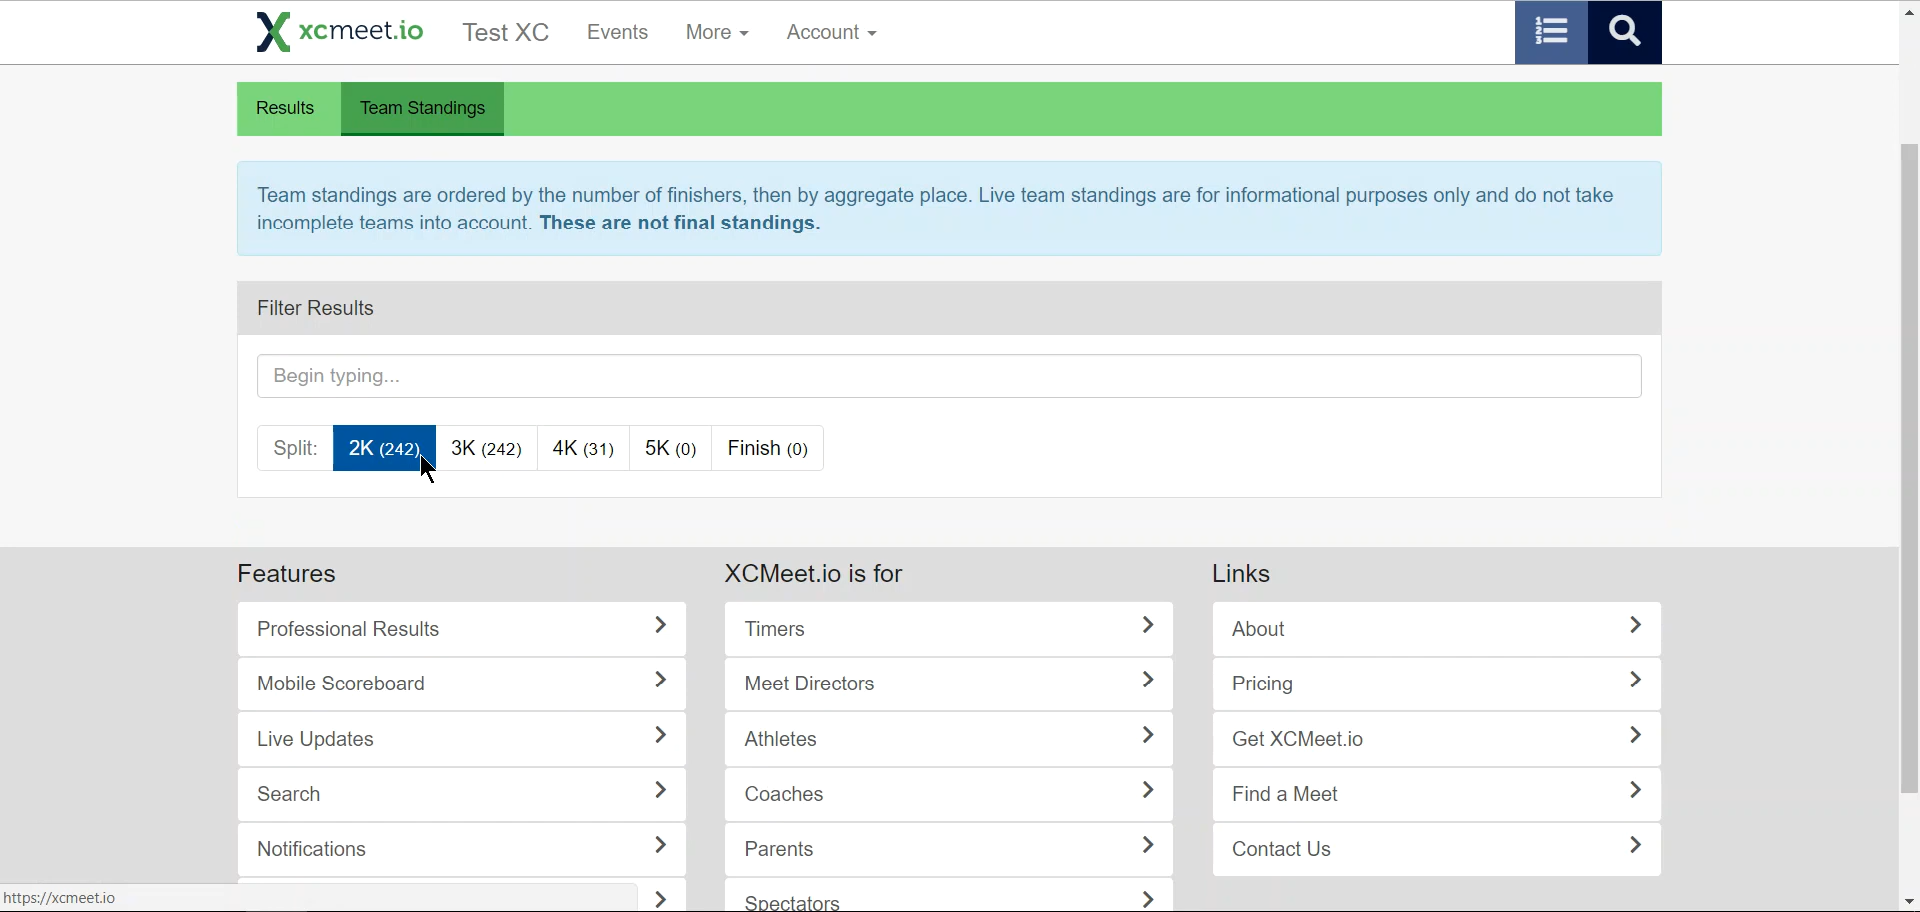 xcmeet.io Test XC Events More Account
Results Team Standings
Team standings are ordered by the number of finishers, then by aggregate place. Live team standings are for informational purposes only and do not take
incomplete teams into account. These are not final standings.
Filter Results
Begin typing...
Split: 2K (242) 3K (242) 4K (31) 5K (0) Finish (0)
Features
Professional Results
Mobile Scoreboard
Live Updates
Search
Notifications
XCMeet.io is for
Timers
Meet Directors
Athletes
Coaches
Parents
Spectators
Links
About
Pricing
Get XCMeet.io
Find a Meet
Contact Us
https://xcmeet.io